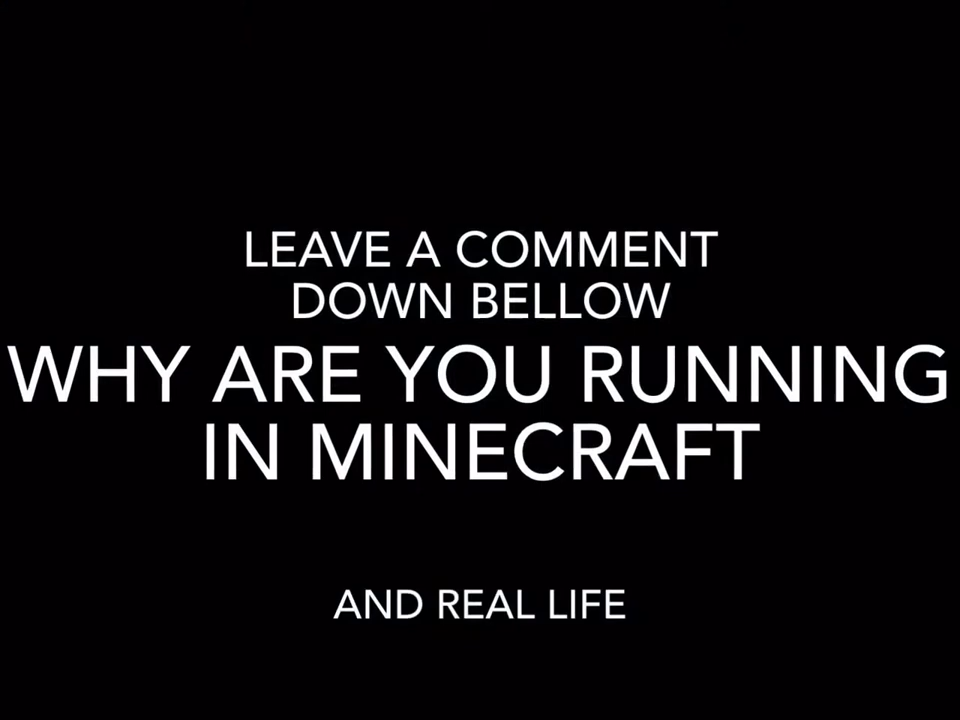 LEAVE A COMMENT
DOWN BELLOW
WHY ARE YOU RUNNING
IN MINECRAFT
AND REAL LIFE